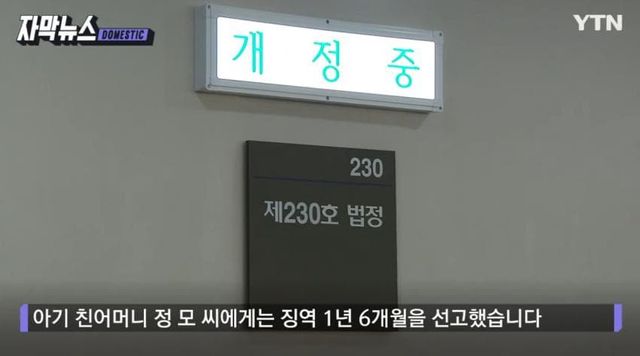 자막뉴스
DOMESTIC
YTN
개정중
230
제230호 법정
아기 친어머니 정 모 씨에게는 징역 1년 6개월을 선고했습니다